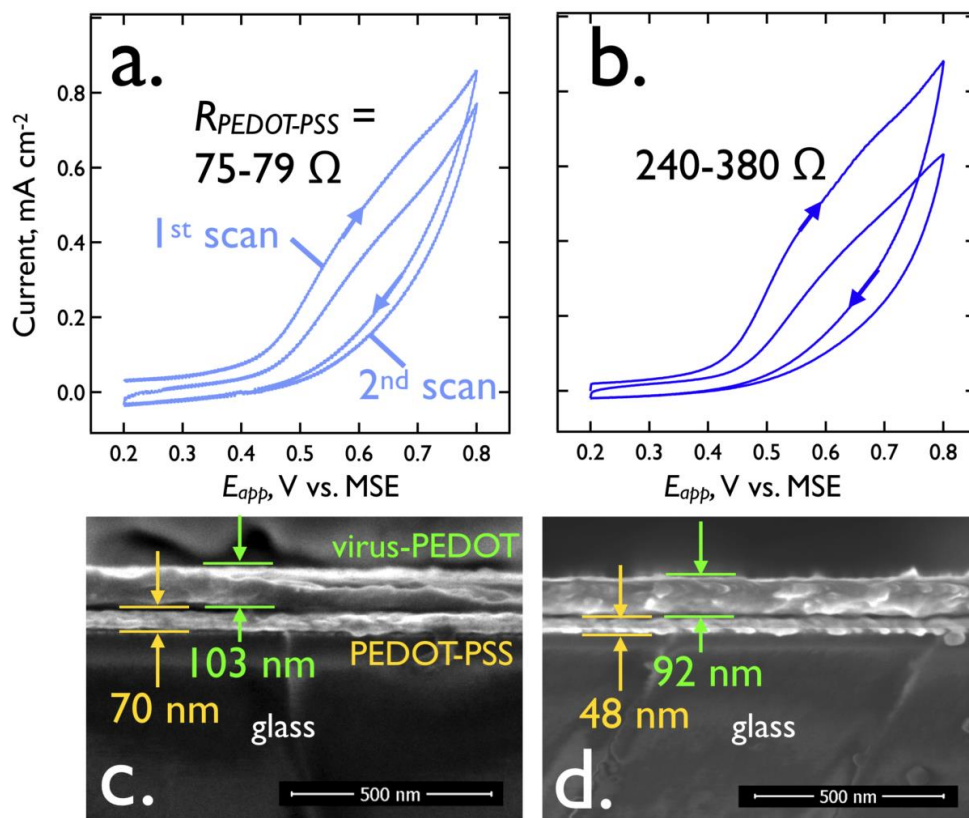 a.
R_PEDOT-PSS =
75-79 Ω
1st scan
2nd scan
Current, mA cm-2
0.8
0.6
0.4
0.2
0.0
0.2 0.3 0.4 0.5 0.6 0.7 0.8
Eapp, V vs. MSE
b.
240-380 Ω
0.2 0.3 0.4 0.5 0.6 0.7 0.8
Eapp, V vs. MSE
virus-PEDOT
PEDOT-PSS
103 nm
70 nm
glass
c.
500 nm
92 nm
48 nm
glass
d.
500 nm